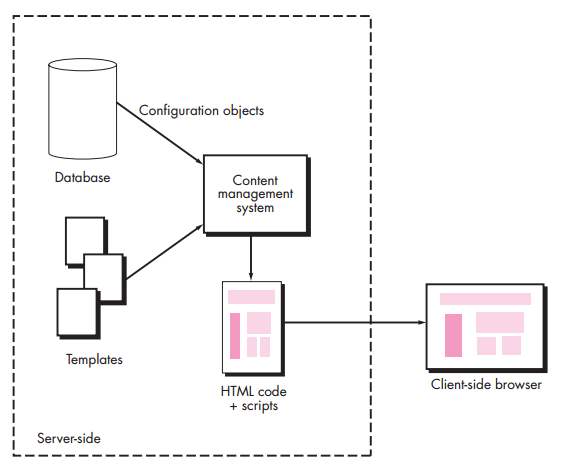 Configuration objects
Database
Content
management
system
Templates
HTML code
+ scripts
Client-side browser
Server-side